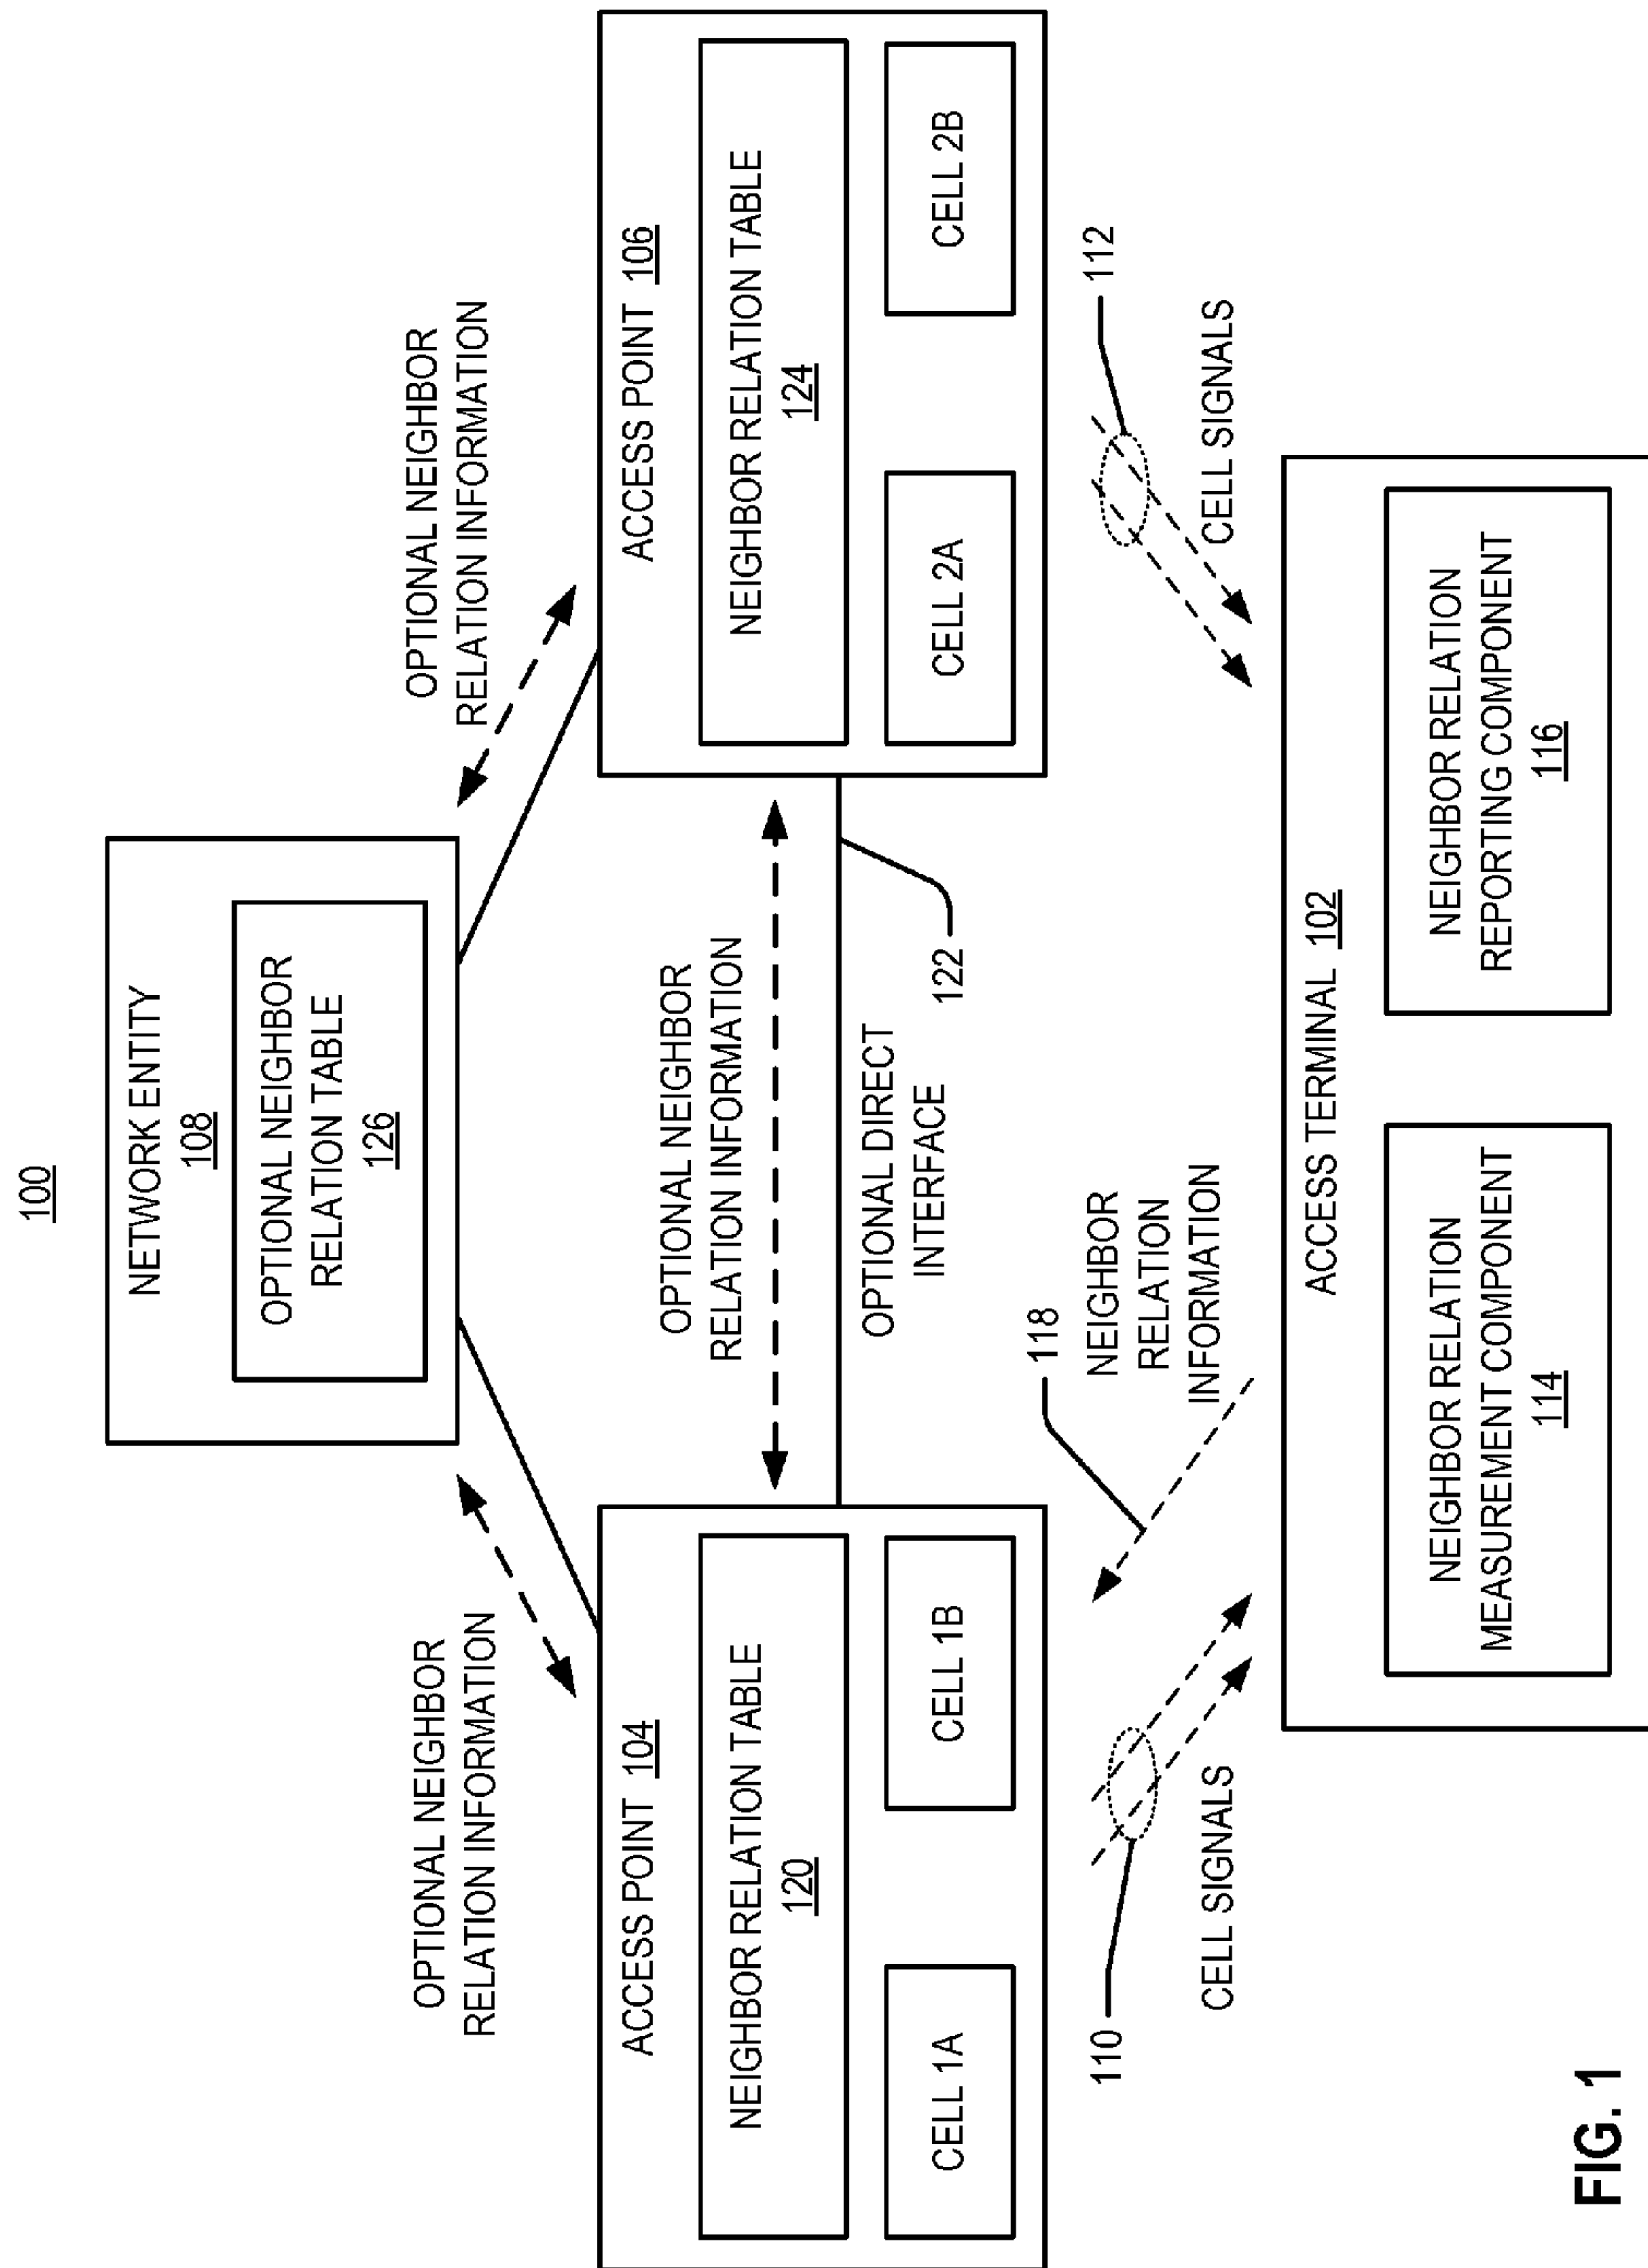 100
NETWORK ENTITY
108
OPTIONAL NEIGHBOR
RELATION TABLE
126
OPTIONAL NEIGHBOR
RELATION INFORMATION
OPTIONAL NEIGHBOR
RELATION INFORMATION
ACCESS POINT 104
NEIGHBOR RELATION TABLE
120
CELL 1A
CELL 1B
OPTIONAL NEIGHBOR
RELATION INFORMATION
OPTIONAL DIRECT
INTERFACE
122
ACCESS POINT 106
NEIGHBOR RELATION TABLE
124
CELL 2A
CELL 2B
110
CELL SIGNALS
118
NEIGHBOR
RELATION
INFORMATION
112
CELL SIGNALS
ACCESS TERMINAL 102
NEIGHBOR RELATION
MEASUREMENT COMPONENT
114
NEIGHBOR RELATION
REPORTING COMPONENT
116
FIG. 1